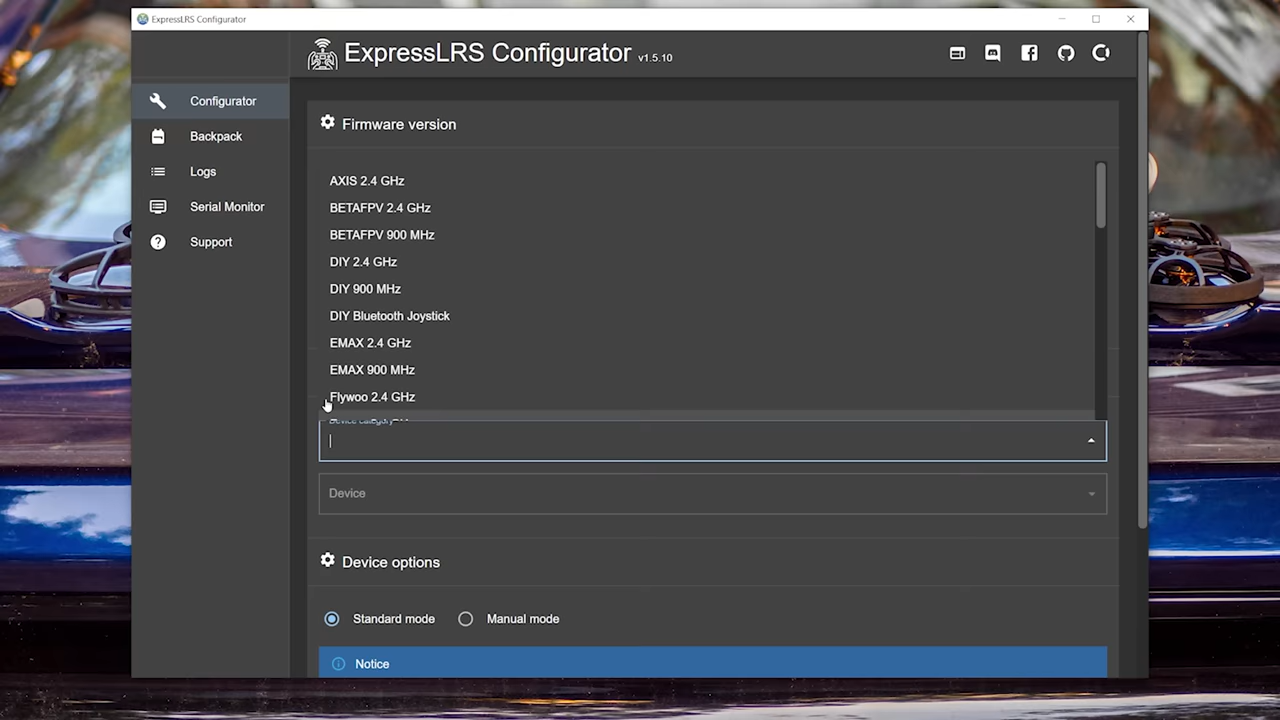 ExpressLRS Configurator
ExpressLRS Configurator v1.5.10
Configurator
Backpack
Logs
Serial Monitor
Support
Firmware version
AXIS 2.4 GHz
BETAFPV 2.4 GHz
BETAFPV 900 MHz
DIY 2.4 GHz
DIY 900 MHz
DIY Bluetooth Joystick
EMAX 2.4 GHz
EMAX 900 MHz
Flywoo 2.4 GHz
Device category
Device
Device options
Standard mode
Manual mode
Notice